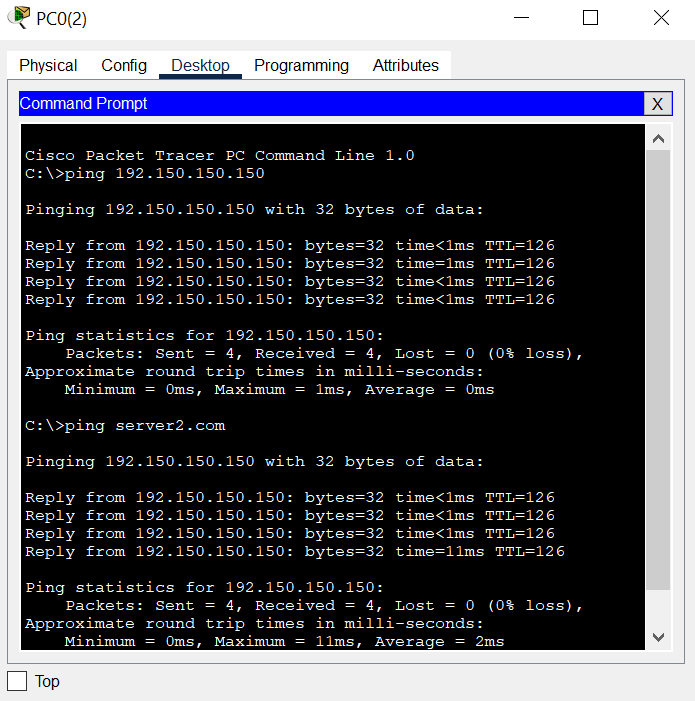 PC0(2)
Physical Config Desktop Programming Attributes
Command Prompt X
Cisco Packet Tracer PC Command Line 1.0
C:\>ping 192.150.150.150
Pinging 192.150.150.150 with 32 bytes of data:
Reply from 192.150.150.150: bytes=32 time<1ms TTL=126
Reply from 192.150.150.150: bytes=32 time=1ms TTL=126
Reply from 192.150.150.150: bytes=32 time<1ms TTL=126
Reply from 192.150.150.150: bytes=32 time<1ms TTL=126
Ping statistics for 192.150.150.150:
    Packets: Sent = 4, Received = 4, Lost = 0 (0% loss),
Approximate round trip times in milli-seconds:
    Minimum = 0ms, Maximum = 1ms, Average = 0ms
C:\>ping server2.com
Pinging 192.150.150.150 with 32 bytes of data:
Reply from 192.150.150.150: bytes=32 time<1ms TTL=126
Reply from 192.150.150.150: bytes=32 time<1ms TTL=126
Reply from 192.150.150.150: bytes=32 time<1ms TTL=126
Reply from 192.150.150.150: bytes=32 time=11ms TTL=126
Ping statistics for 192.150.150.150:
    Packets: Sent = 4, Received = 4, Lost = 0 (0% loss),
Approximate round trip times in milli-seconds:
    Minimum = 0ms, Maximum = 11ms, Average = 2ms
Top